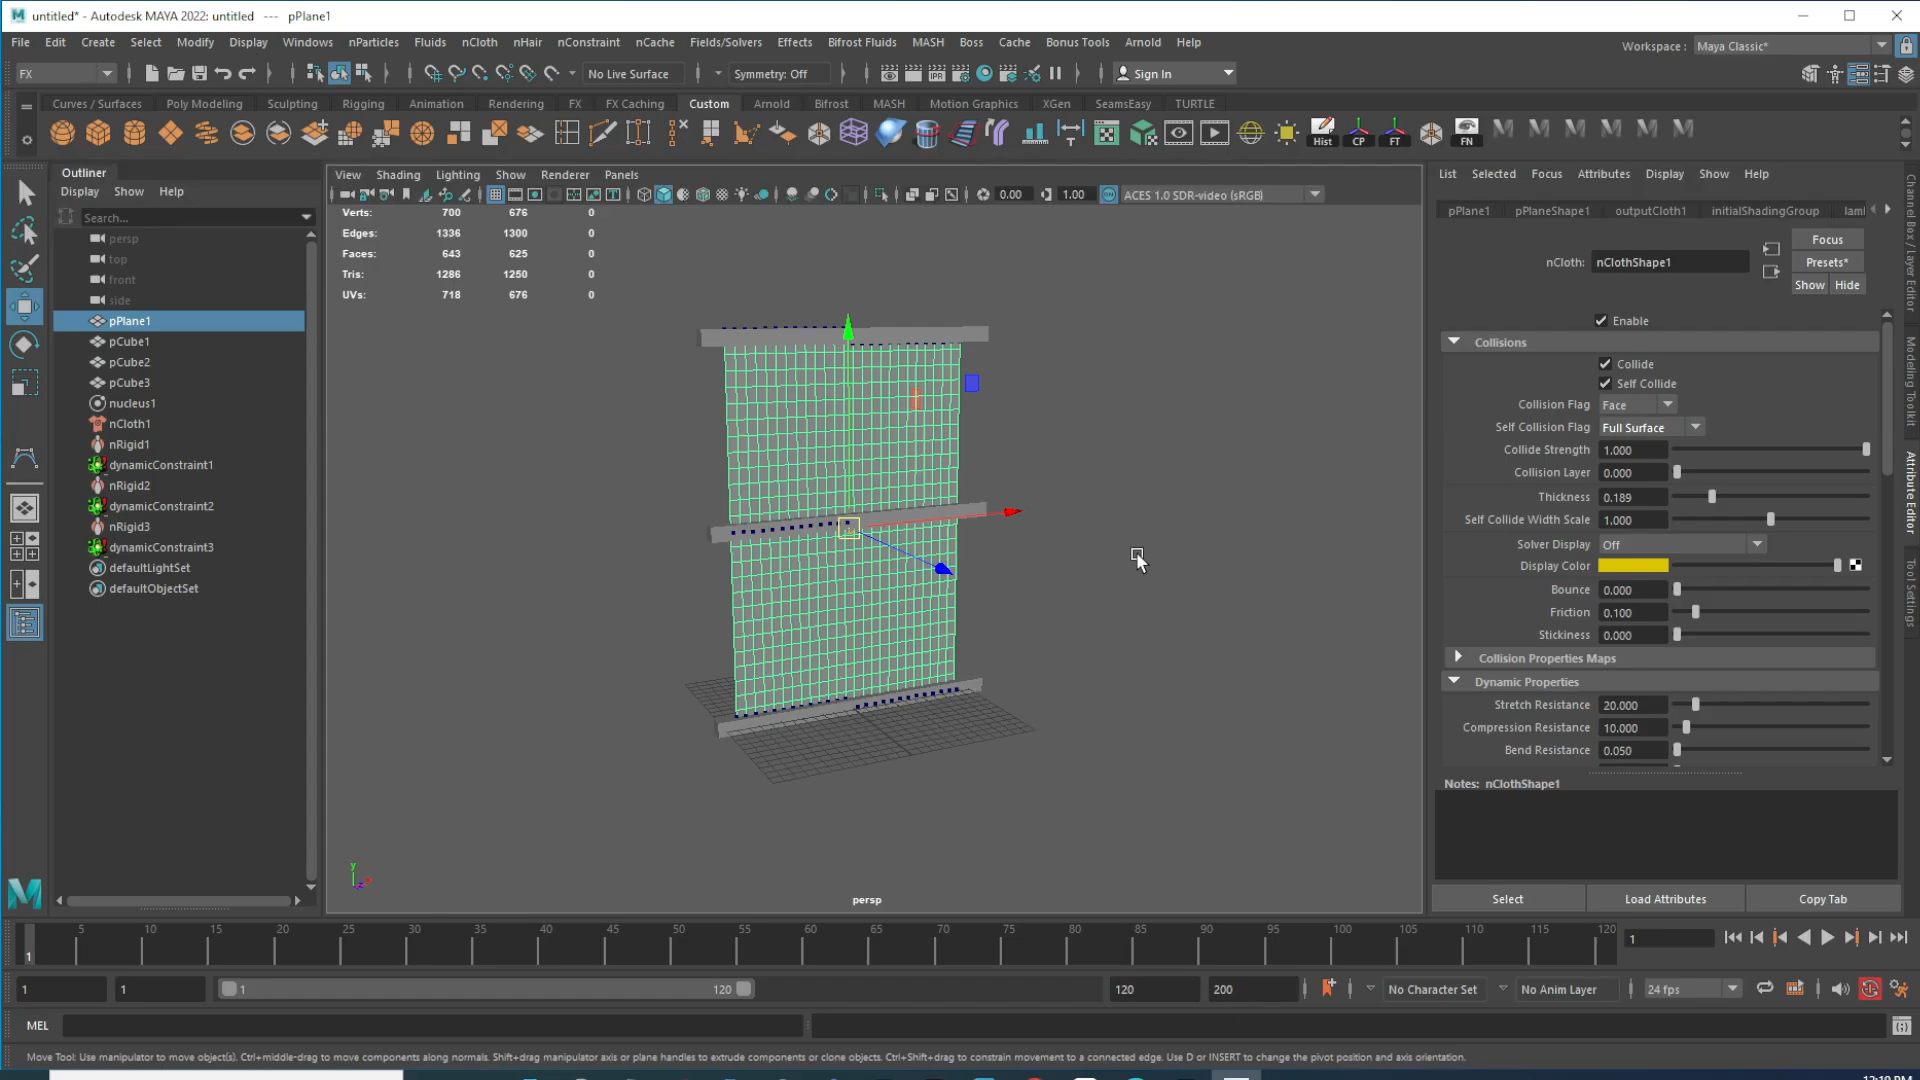 untitled* - Autodesk MAYA 2022: untitled --- pPlane1
File Edit Create Select Modify Display Windows nParticles Fluids nCloth nHair nConstraint nCache Fields/Solvers Effects Bifrost Fluids MASH Boss Cache Bonus Tools Arnold Help
Workspace : Maya Classic*
FX No Live Surface Symmetry: Off Sign In
Curves / Surfaces Poly Modeling Sculpting Rigging Animation Rendering FX FX Caching Custom Arnold Bifrost MASH Motion Graphics XGen SeamsEasy TURTLE
IPR
Hist CP FT FN
Outliner
Display Show Help
Search...
persp
top
front
side
pPlane1
pCube1
pCube2
pCube3
nucleus1
nCloth1
nRigid1
dynamicConstraint1
nRigid2
dynamicConstraint2
nRigid3
dynamicConstraint3
defaultLightSet
defaultObjectSet
View Shading Lighting Show Renderer Panels
0.00 1.00 ACES 1.0 SDR-video (sRGB)
Verts: 700 676 0
Edges: 1336 1300 0
Faces: 643 625 0
Tris: 1286 1250 0
UVs: 718 676 0
y
persp
List Selected Focus Attributes Display Show Help
pPlane1 pPlaneShape1 outputCloth1 initialShadingGroup laml
nCloth: nClothShape1
Focus
Presets*
Show Hide
Enable
Collisions
Collide
Self Collide
Collision Flag Face
Self Collision Flag Full Surface
Collide Strength 1.000
Collision Layer 0.000
Thickness 0.189
Self Collide Width Scale 1.000
Solver Display Off
Display Color
Bounce 0.000
Friction 0.100
Stickiness 0.000
Collision Properties Maps
Dynamic Properties
Stretch Resistance 20.000
Compression Resistance 10.000
Bend Resistance 0.050
Notes: nClothShape1
Select Load Attributes Copy Tab
Channel Box / Layer Editor
Modeling Toolkit
Attribute Editor
Tool Settings
5 10 15 20 25 30 35 40 45 50 55 60 65 70 75 80 85 90 95 100 105 110 115 120
1
1
1 1 1 120 120 200 No Character Set No Anim Layer 24 fps
MEL
Move Tool: Use manipulator to move object(s). Ctrl+middle-drag to move components along normals. Shift+drag manipulator axis or plane handles to extrude components or clone objects. Ctrl+Shift+drag to constrain movement to a connected edge. Use D or INSERT to change the pivot position and axis orientation.